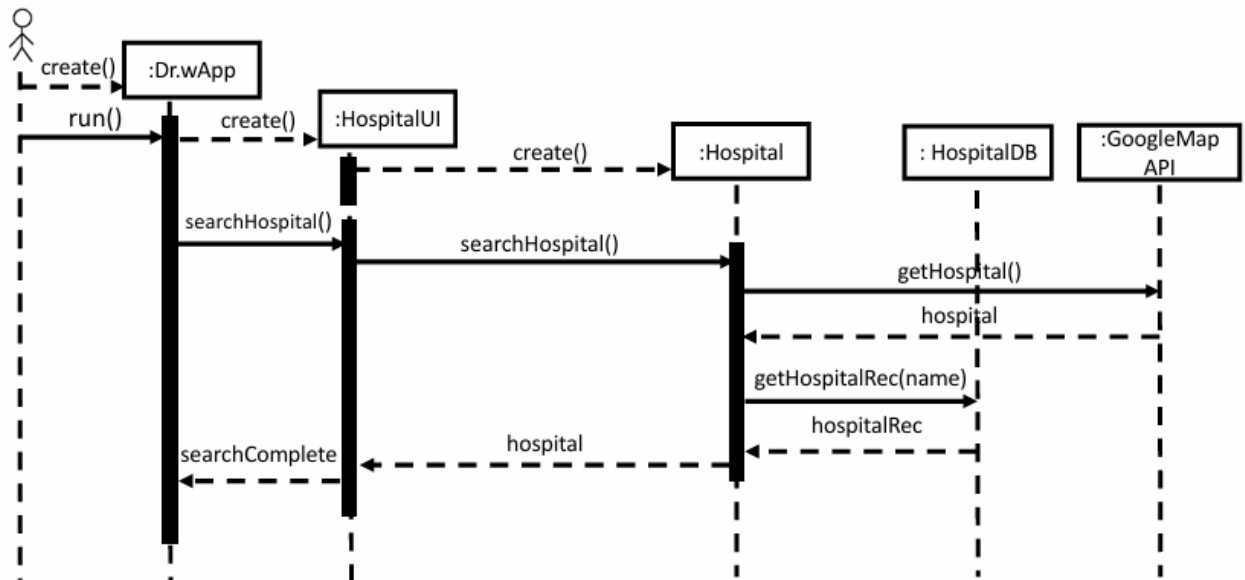 create()
:Dr.wApp
run()
create()
:HospitalUI
create()
:Hospital
: HospitalDB
:GoogleMap
API
searchHospital()
searchHospital()
getHospital()
hospital
getHospitalRec(name)
hospitalRec
hospital
searchComplete